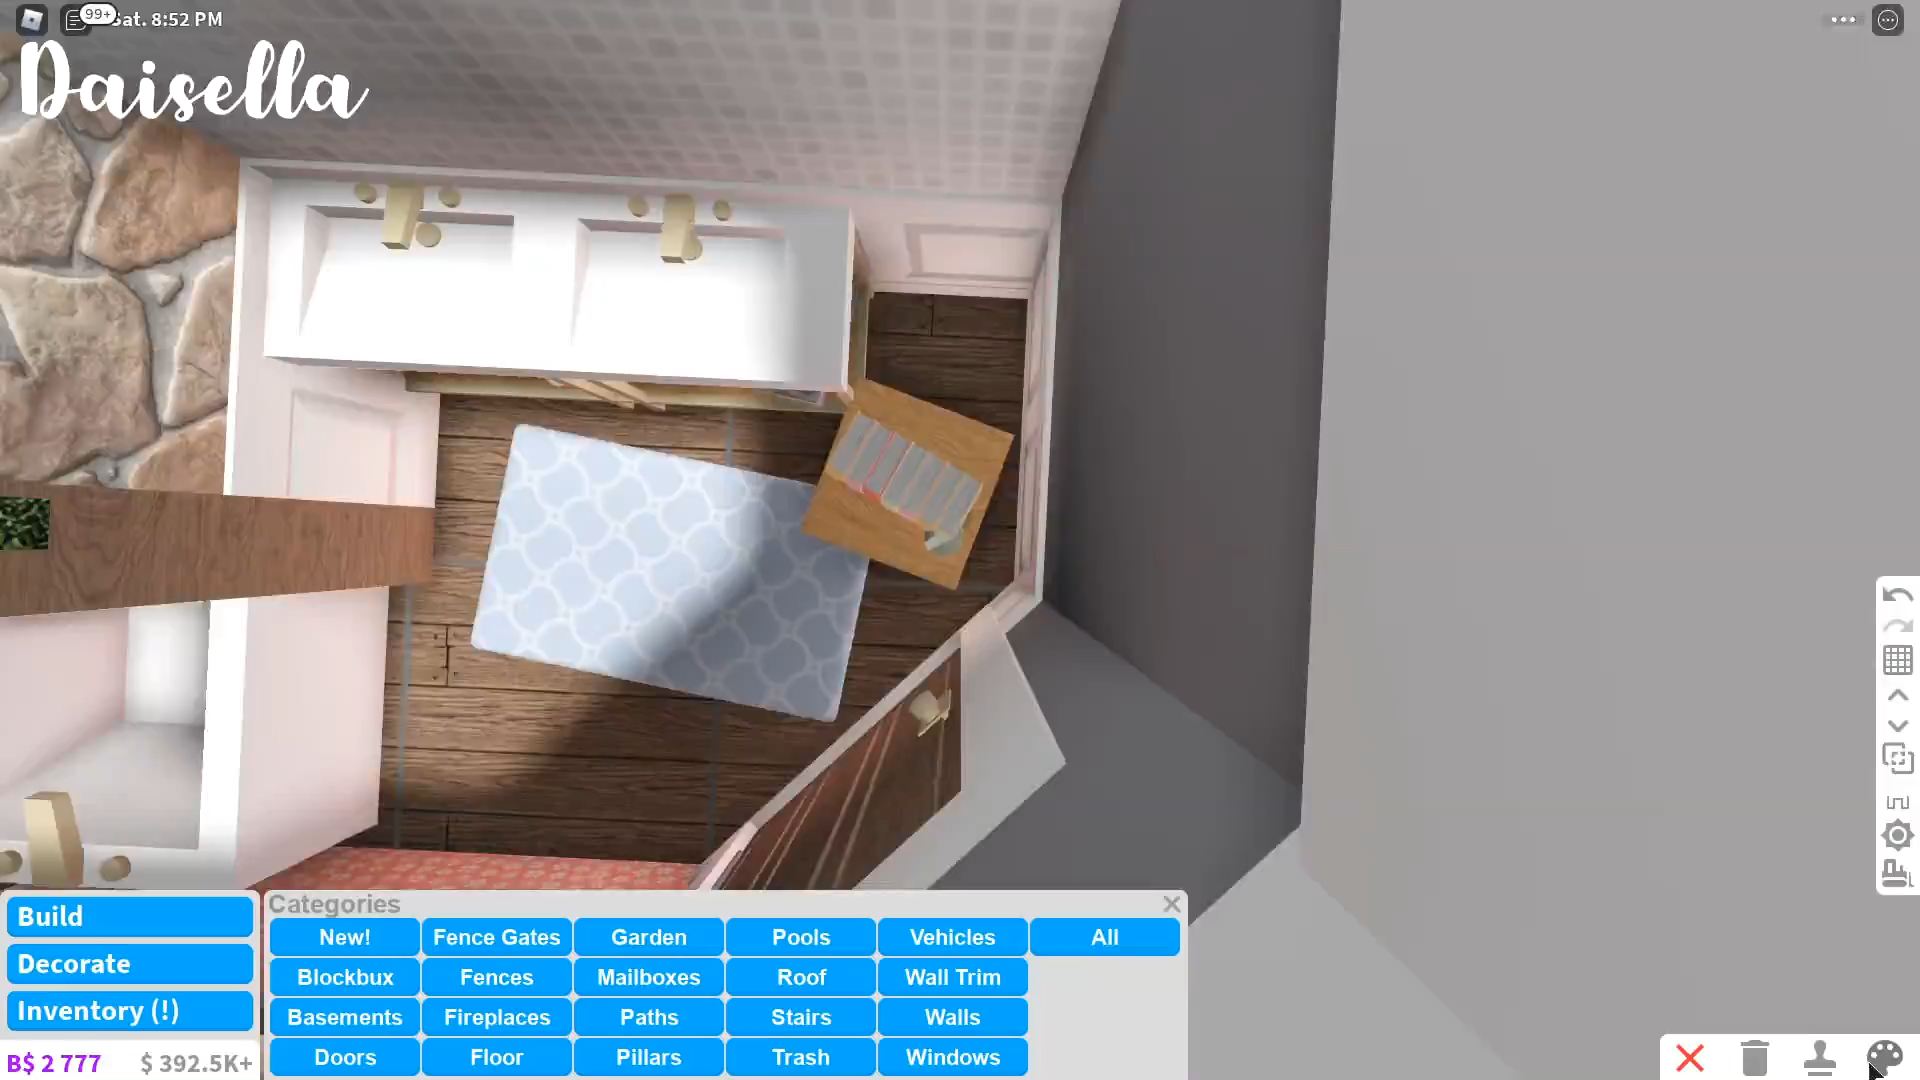 99+
Sat. 8:52 PM
Daisella
Build
Decorate
Inventory (!)
B$ 2 777
$ 392.5K+
Categories
New!
Fence Gates
Garden
Pools
Vehicles
All
Blockbux
Fences
Mailboxes
Roof
Wall Trim
Basements
Fireplaces
Paths
Stairs
Walls
Doors
Floor
Pillars
Trash
Windows